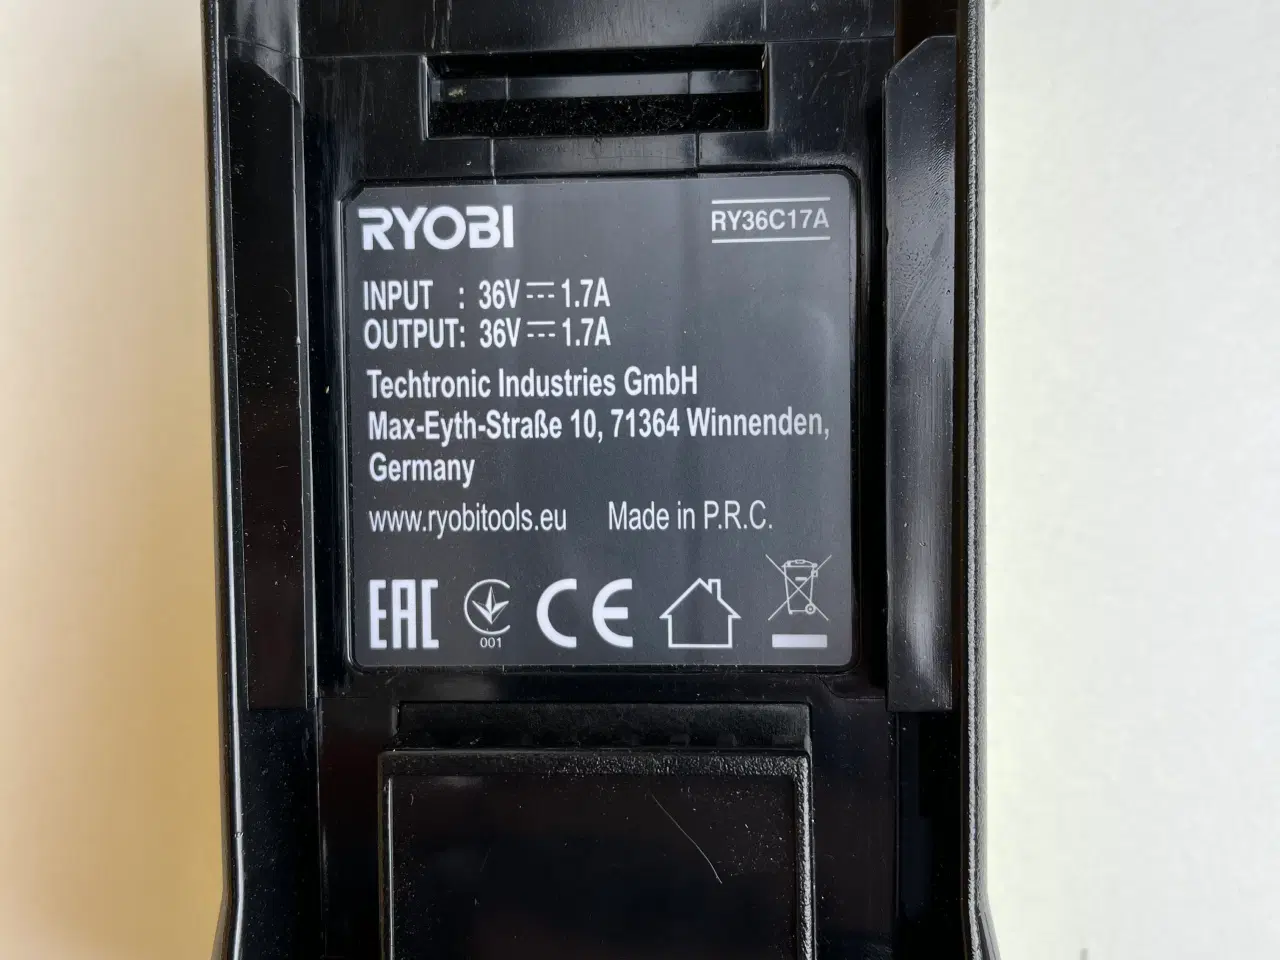 RYOBI RY36C17A
INPUT : 36V ⎓ 1.7A
OUTPUT: 36V ⎓ 1.7A
Techtronic Industries GmbH
Max-Eyth-Straße 10, 71364 Winnenden,
Germany
www.ryobitools.eu Made in P.R.C.
EAC 001 CE